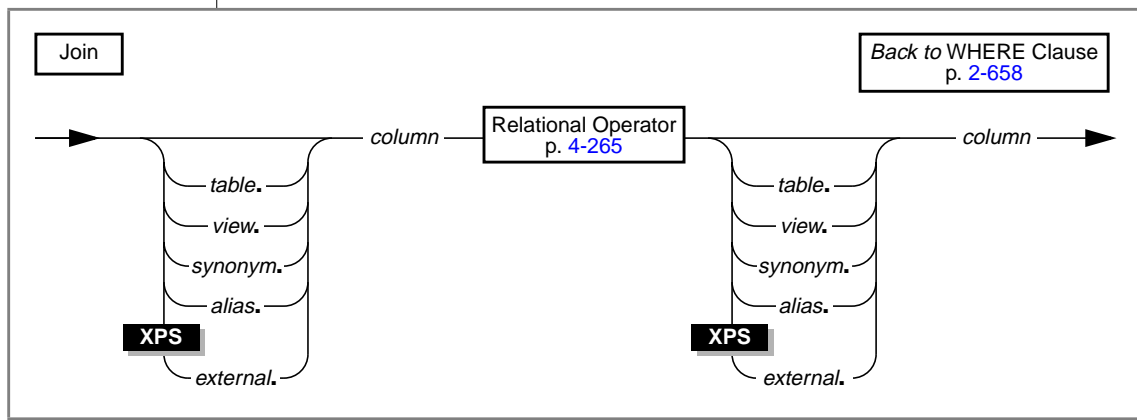 Join
Back to WHERE Clause
p. 2-658
column
Relational Operator
p. 4-265
column
table.
view.
synonym.
alias.
XPS
external.
table.
view.
synonym.
alias.
XPS
external.